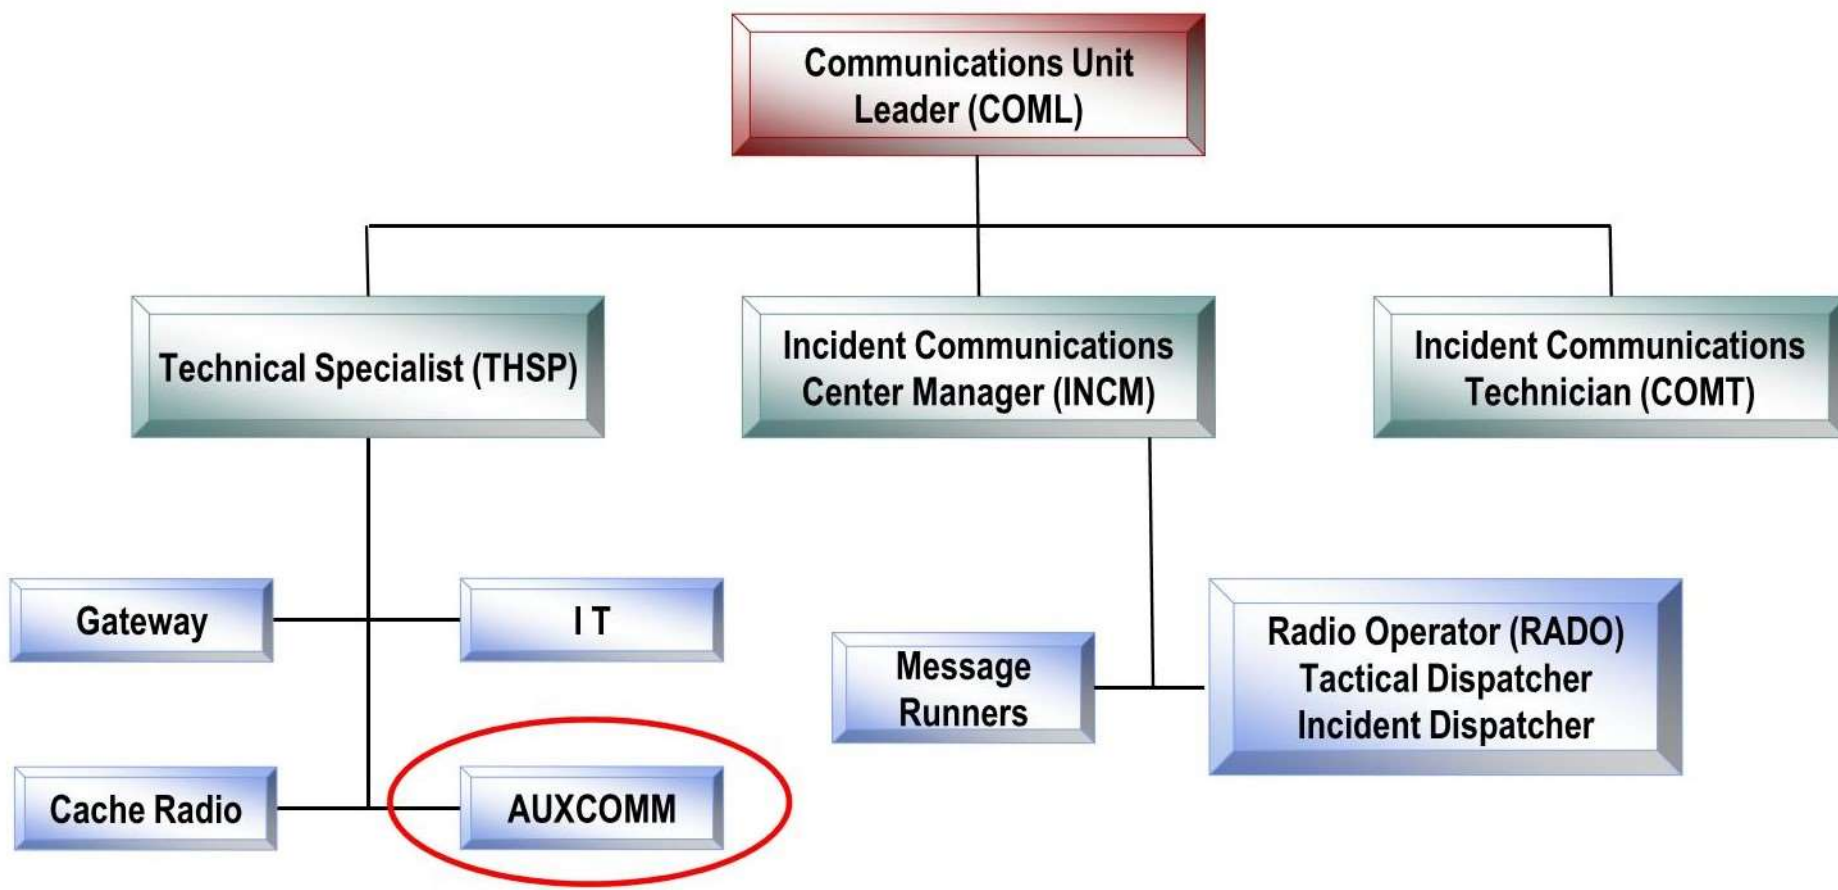 Communications Unit
Leader (COML)
Technical Specialist (THSP)
Incident Communications
Center Manager (INCM)
Incident Communications
Technician (COMT)
Gateway
I T
Message
Runners
Radio Operator (RADO)
Tactical Dispatcher
Incident Dispatcher
Cache Radio
AUXCOMM